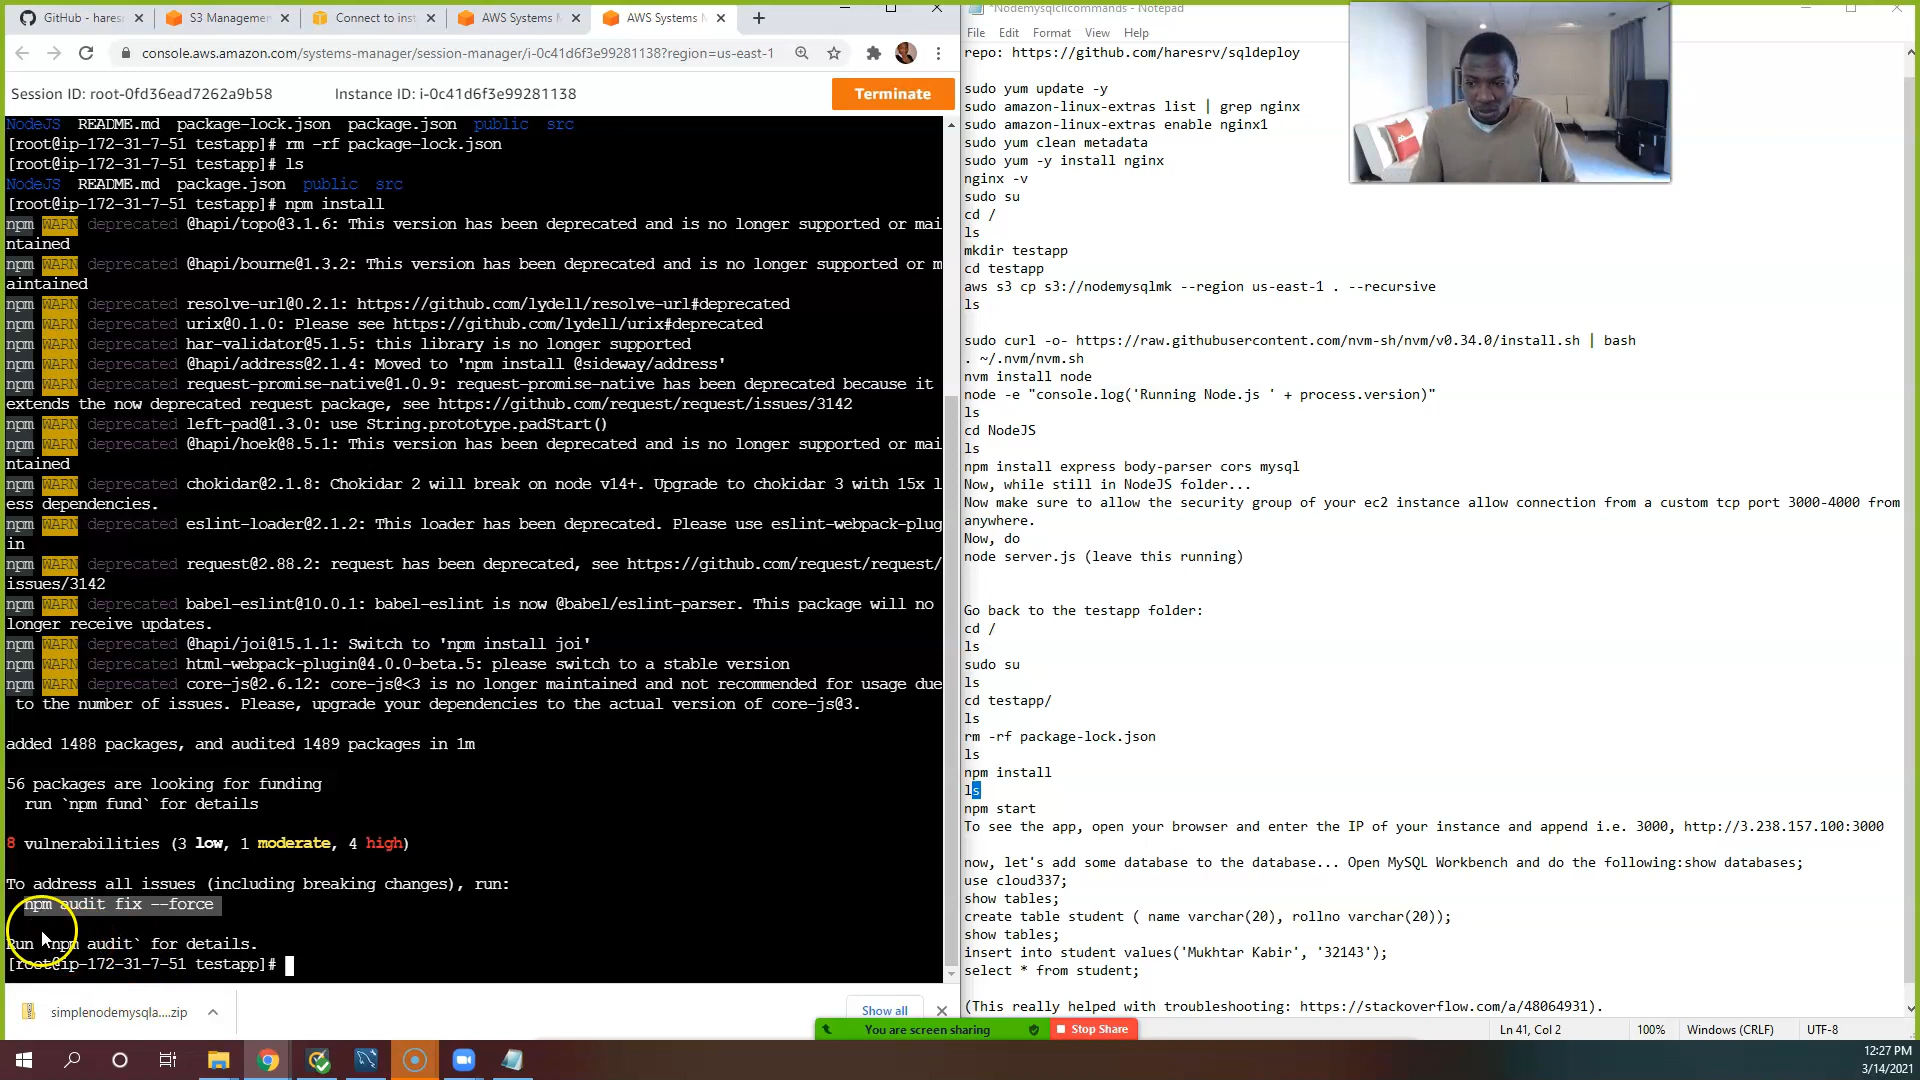 GitHub - hares
S3 Managemen
Connect to inst
AWS Systems M
AWS Systems M
console.aws.amazon.com/systems-manager/session-manager/i-0c41d6f3e99281138?region=us-east-1
Session ID: root-0fd36ead7262a9b58
Instance ID: i-0c41d6f3e99281138
Terminate
NodeJS README.md package-lock.json package.json public src
[root@ip-172-31-7-51 testapp]# rm -rf package-lock.json
[root@ip-172-31-7-51 testapp]# ls
NodeJS README.md package.json public src
[root@ip-172-31-7-51 testapp]# npm install
npm WARN deprecated @hapi/topo@3.1.6: This version has been deprecated and is no longer supported or mai
ntained
npm WARN deprecated @hapi/bourne@1.3.2: This version has been deprecated and is no longer supported or m
aintained
npm WARN deprecated resolve-url@0.2.1: https://github.com/lydell/resolve-url#deprecated
npm WARN deprecated urix@0.1.0: Please see https://github.com/lydell/urix#deprecated
npm WARN deprecated har-validator@5.1.5: this library is no longer supported
npm WARN deprecated @hapi/address@2.1.4: Moved to 'npm install @sideway/address'
npm WARN deprecated request-promise-native@1.0.9: request-promise-native has been deprecated because it
extends the now deprecated request package, see https://github.com/request/request/issues/3142
npm WARN deprecated left-pad@1.3.0: use String.prototype.padStart()
npm WARN deprecated @hapi/hoek@8.5.1: This version has been deprecated and is no longer supported or mai
ntained
npm WARN deprecated chokidar@2.1.8: Chokidar 2 will break on node v14+. Upgrade to chokidar 3 with 15x l
ess dependencies.
npm WARN deprecated eslint-loader@2.1.2: This loader has been deprecated. Please use eslint-webpack-plug
in
npm WARN deprecated request@2.88.2: request has been deprecated, see https://github.com/request/request/
issues/3142
npm WARN deprecated babel-eslint@10.0.1: babel-eslint is now @babel/eslint-parser. This package will no
longer receive updates.
npm WARN deprecated @hapi/joi@15.1.1: Switch to 'npm install joi'
npm WARN deprecated html-webpack-plugin@4.0.0-beta.5: please switch to a stable version
npm WARN deprecated core-js@2.6.12: core-js@<3 is no longer maintained and not recommended for usage due
to the number of issues. Please, upgrade your dependencies to the actual version of core-js@3.
added 1488 packages, and audited 1489 packages in 1m
56 packages are looking for funding
run `npm fund` for details
8 vulnerabilities (3 low, 1 moderate, 4 high)
To address all issues (including breaking changes), run:
npm audit fix --force
Run `npm audit` for details.
[root@ip-172-31-7-51 testapp]#
simplenodemysqla....zip
Show all
*Nodemysqlclicommands - Notepad
File Edit Format View Help
repo: https://github.com/haresrv/sqldeploy
sudo yum update -y
sudo amazon-linux-extras list | grep nginx
sudo amazon-linux-extras enable nginx1
sudo yum clean metadata
sudo yum -y install nginx
nginx -v
sudo su
cd /
ls
mkdir testapp
cd testapp
aws s3 cp s3://nodemysqlmk --region us-east-1 . --recursive
ls
sudo curl -o- https://raw.githubusercontent.com/nvm-sh/nvm/v0.34.0/install.sh | bash
. ~/.nvm/nvm.sh
nvm install node
node -e "console.log('Running Node.js ' + process.version)"
ls
cd NodeJS
ls
npm install express body-parser cors mysql
Now, while still in NodeJS folder...
Now make sure to allow the security group of your ec2 instance allow connection from a custom tcp port 3000-4000 from
anywhere.
Now, do
node server.js (leave this running)
Go back to the testapp folder:
cd /
ls
sudo su
ls
cd testapp/
ls
rm -rf package-lock.json
ls
npm install
ls
npm start
To see the app, open your browser and enter the IP of your instance and append i.e. 3000, http://3.238.157.100:3000
now, let's add some database to the database... Open MySQL Workbench and do the following:show databases;
use cloud337;
show tables;
create table student ( name varchar(20), rollno varchar(20));
show tables;
insert into student values('Mukhtar Kabir', '32143');
select * from student;
(This really helped with troubleshooting: https://stackoverflow.com/a/48064931).
Ln 41, Col 2
100%
Windows (CRLF)
UTF-8
You are screen sharing
Stop Share
12:27 PM
3/14/2021